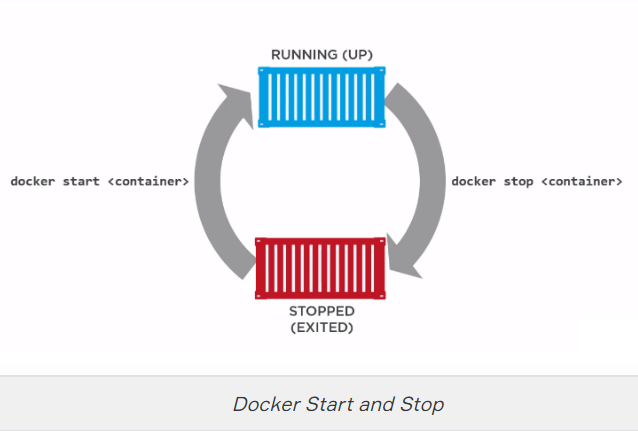 RUNNING (UP)
docker start <container>
docker stop <container>
STOPPED
(EXITED)
Docker Start and Stop